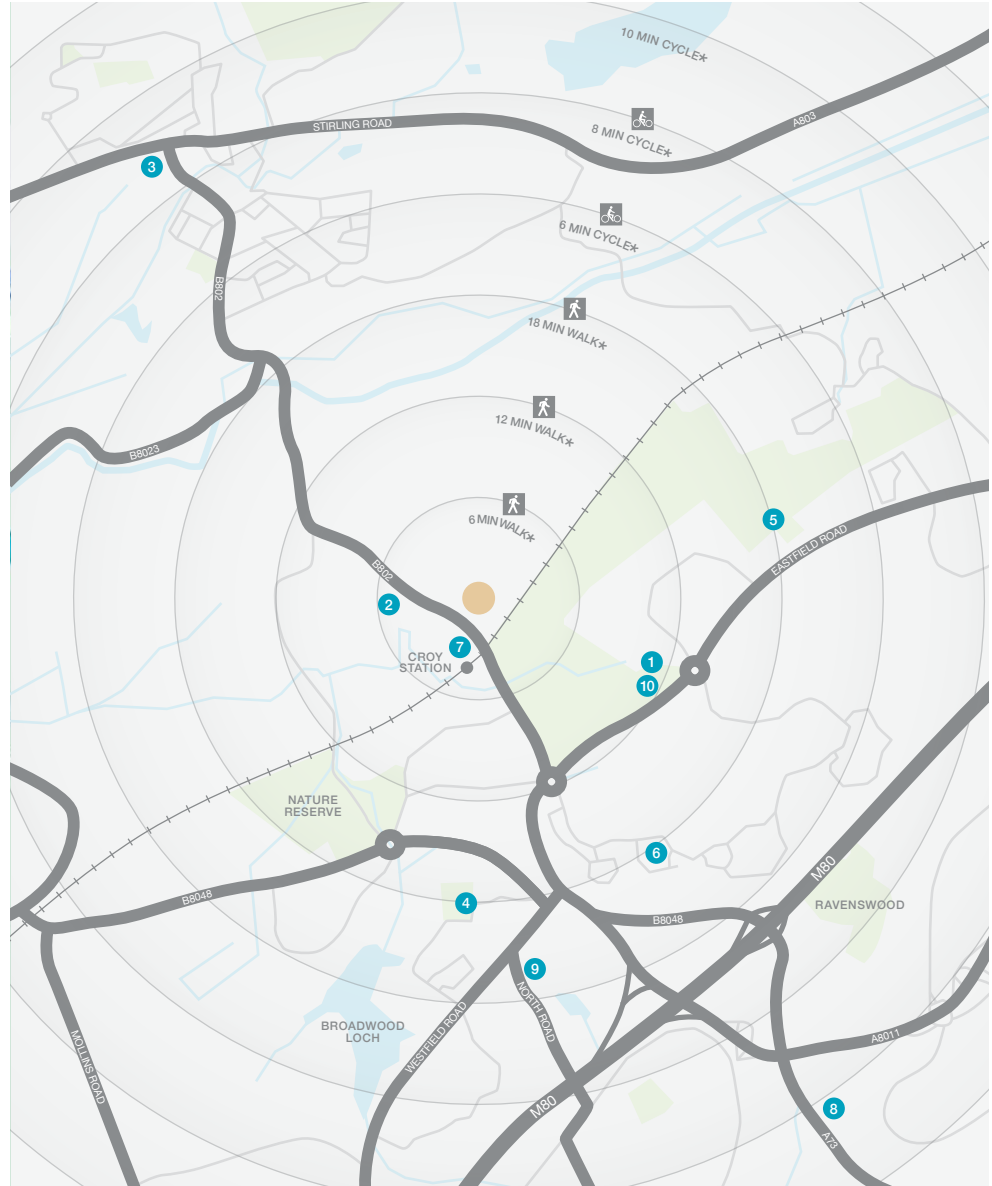 10 MIN CYCLE*
8 MIN CYCLE*
A803
STIRLING ROAD
3
6 MIN CYCLE*
B802
18 MIN WALK*
12 MIN WALK*
B8023
6 MIN WALK*
5
EASTFIELD ROAD
B802
2
7
CROY
STATION
1
10
NATURE
RESERVE
6
M80
B8048
4
RAVENSWOOD
B8048
9
NORTH ROAD
BROADWOOD
LOCH
WESTFIELD ROAD
MOLLINS ROAD
A8011
M80
8
A73